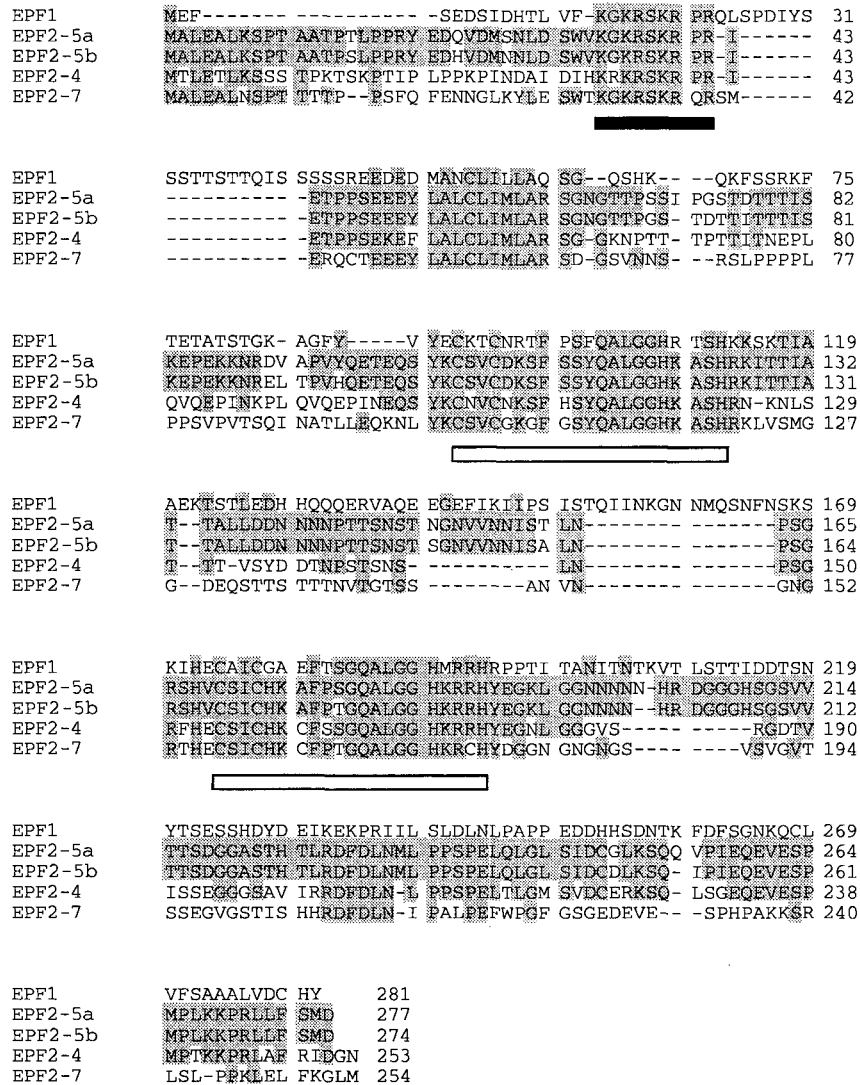 EPF1 MEF------- ----------- --SEDSIDHTL VF-KGKRSKR PRQLSPDIYS 31
EPF2-5a MALEALKSPT AATPTLPPRY EDQVDMSNLD SWVKGKRSKR PR-I------ 43
EPF2-5b MALEALKSPT AATPSLPPRY EDHVDMNNLD SWVKGKRSKR PR-I------ 43
EPF2-4 MTLETLKSSS TPKTSKPTIP LPPKPINDAI DIHKRKRSKR PR-I------ 43
EPF2-7 MALEALNSPT TTTTP--PSFQ FENNGLKYLE SWTKGKRSKR QRSM------ 42
EPF1 SSTTSTTQIS SSSSREEDED MANCLILLAQ SG--QSHK-- -QKFSSRKF 75
EPF2-5a ---------- -ETPPSEEEY LALCLIMLAR SGNGTTPSSI PGSTDTTTIS 82
EPF2-5b ---------- -ETPPSEEEY LALCLIMLAR SGNGTTPGS- TDTTITTTIS 81
EPF2-4 ---------- -ETPPSEKEF LALCLIMLAR SG-GKNPTT- TPTTITNEPL 80
EPF2-7 ---------- -ERQCTEEEY LALCLIMLAR SD-GSVNNS- --RSLPPPPL 77
EPF1 TETATSTGK- AGFY-----V YECKTCNRTF PSFQALGGHR TSHKKSKTIA 119
EPF2-5a KEPEKKNRDV APVYQETEQS YKCSVCDKSF SSYQALGGHK ASHRKITTIA 132
EPF2-5b KEPEKKNREL TPVHQETEQS YKCSVCDKSF SSYQALGGHK ASHRKITTIA 131
EPF2-4 QVQEPINKPL QVQEPINEQS YKCNVCNKSF HSYQALGGHK ASHRN-KNLS 129
EPF2-7 PPSVPVTSQI NATLLEQKNL YKCSVCGKGF GSYQALGGHK ASHRKLVSMG 127
EPF1 AEKTSTLEDH HQQQERVAQE EGEFIKIIPS ISTQIINKGN NMQSNFNSKS 169
EPF2-5a T--TALLDDN NNNPTTSNST NGNVVNNIST LN-------- -------PSG 165
EPF2-5b T--TALLDDN NNNPTTSNST SGNVVNNISA LN-------- -------PSG 164
EPF2-4 T--TT-VSYDD TNPSTSNS-- ---------- LN-------- -------PSG 150
EPF2-7 G--DEQSTTS TTTNVTGTSS --------AN VN-------- -------GNG 152
EPF1 KIHECAICGA EFTSGQALGG HMRRHRPPTI TANITNTKVT LSTTIDDTSN 219
EPF2-5a RSHVCSICHK AFPSGQALGG HKRRHYEGKL GGNNNNN-HR DGGGHSGSVV 214
EPF2-5b RSHVCSICHK AFPTGQALGG HKRRHYEGKL GGNNNN--HR DGGGHSGSVV 212
EPF2-4 RFHECSICHK CFSSGQALGG HKRRHYEGNL GGGVS----- -----RGDTV 190
EPF2-7 RTHECSICHK CFPTGQALGG HKRCHYDGGN GNGNGS---- ----VSVGVT 194
EPF1 YTSESSHDYD EIKEKPRIIL SLDLNLPAPP EDDHHSDNTK FDFSGNKQCL 269
EPF2-5a TTSDGGASTH TLRDFDLNML PPSPELQLGL SIDCGLKSQQ VPIEQEVESP 264
EPF2-5b TTSDGGASTH TLRDFDLNML PPSPELQLGL SIDCDLKSQ- IPIEQEVESP 261
EPF2-4 ISSEGGGSAV IRRDFDLN-L PPSPELTLGM SVDCERKSQ- LSGEQEVESP 238
EPF2-7 SSEGVGSTIS HHRDFDLN-I PALPEFWPGF GSGEDEVE-- -SPHPAKKSR 240
EPF1 VFSAAALVDC HY 281
EPF2-5a MPLKKPRLLF SMD 277
EPF2-5b MPLKKPRLLF SMD 274
EPF2-4 MPTKKPRLAF RIDGN 253
EPF2-7 LSL-PPKLEL FKGLM 254